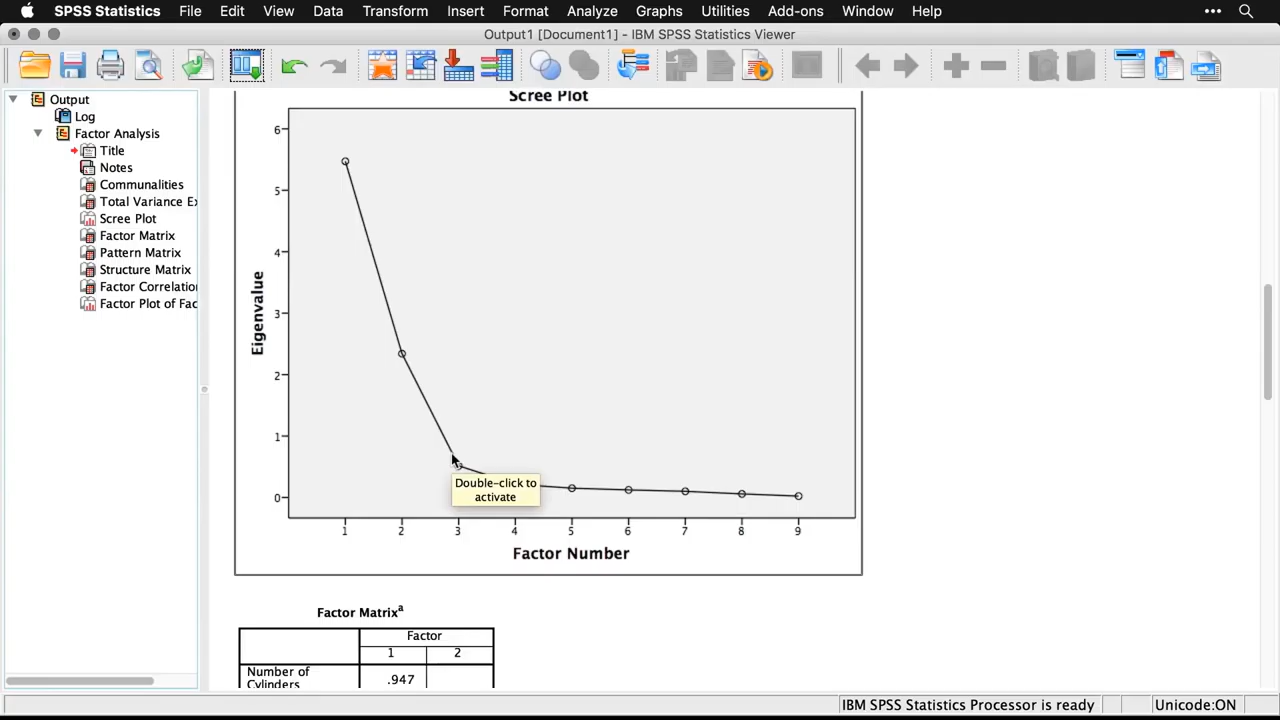 SPSS Statistics File Edit View Data Transform Insert Format Analyze Graphs Utilities Add-ons Window Help
Output1 [Document1] - IBM SPSS Statistics Viewer
Output
Log
Factor Analysis
Title
Notes
Communalities
Total Variance Ex
Scree Plot
Factor Matrix
Pattern Matrix
Structure Matrix
Factor Correlation
Factor Plot of Fac
Scree Plot
6
5
4
3
2
1
0
Eigenvalue
Double-click to
activate
1 2 3 4 5 6 7 8 9
Factor Number
Factor Matrixa
Factor
1 2
Number of
Cylinders
.947
IBM SPSS Statistics Processor is ready
Unicode:ON